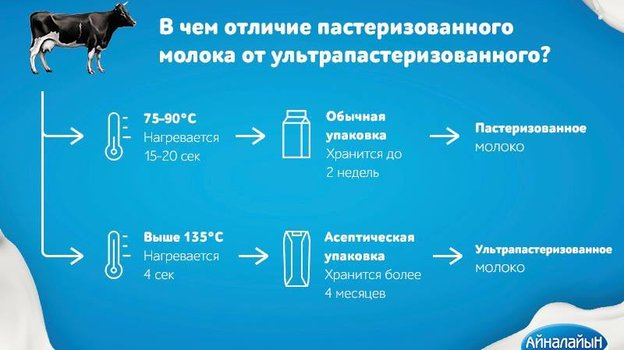 В чем отличие пастеризованного
молока от ультрапастеризованного?
75-90°C
Нагревается
15-20 сек
Обычная
упаковка
Хранится до
2 недель
Пастеризованное
молоко
Выше 135°C
Нагревается
4 сек
Асептическая
упаковка
Хранится более
4 месяцев
Ультрапастеризованное
молоко
Айналайын